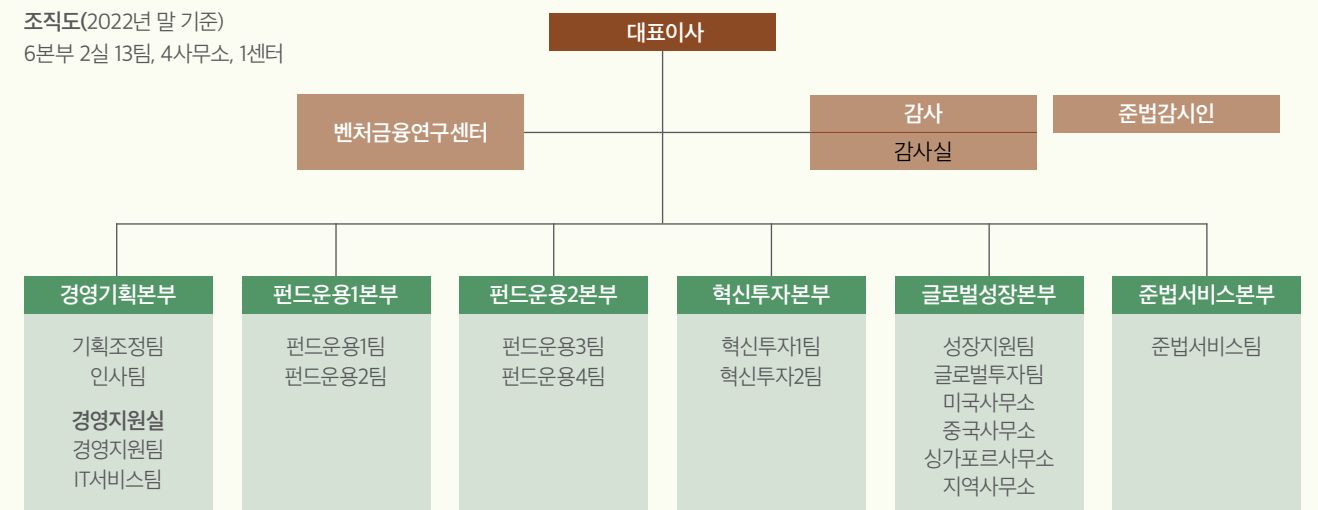 조직도(2022년 말 기준)
6본부 2실 13팀, 4사무소, 1센터
대표이사
벤처금융연구센터
감사
감사실
준법감시인
경영기획본부
기획조정팀
인사팀
경영지원실
경영지원팀
IT서비스팀
펀드운용1본부
펀드운용1팀
펀드운용2팀
펀드운용2본부
펀드운용3팀
펀드운용4팀
혁신투자본부
혁신투자1팀
혁신투자2팀
글로벌성장본부
성장지원팀
글로벌투자팀
미국사무소
중국사무소
싱가포르사무소
지역사무소
준법서비스본부
준법서비스팀